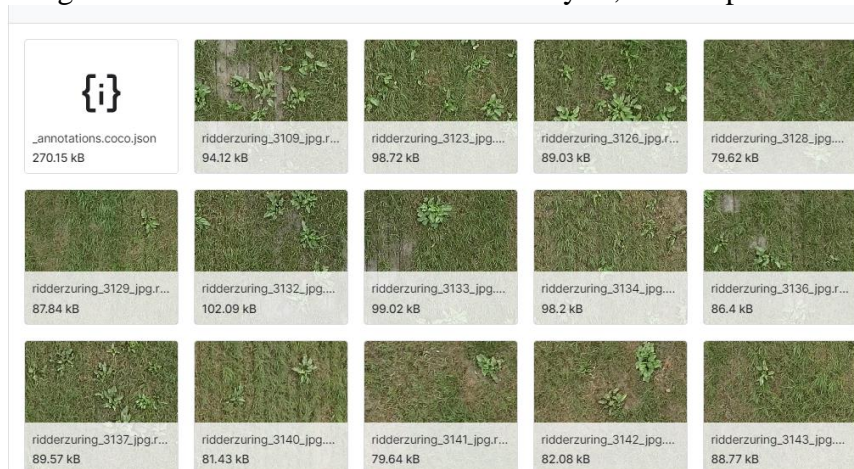 {i}
_annotations.coco.json
270.15 kB
ridderzuring_3109_jpg.r...
94.12 kB
ridderzuring_3123_jpg....
98.72 kB
ridderzuring_3126_jpg.r...
89.03 kB
ridderzuring_3128_jpg....
79.62 kB
ridderzuring_3129_jpg.r...
87.84 kB
ridderzuring_3132_jpg....
102.09 kB
ridderzuring_3133_jpg....
99.02 kB
ridderzuring_3134_jpg....
98.2 kB
ridderzuring_3136_jpg.r...
86.4 kB
ridderzuring_3137_jpg.r...
89.57 kB
ridderzuring_3140_jpg....
81.43 kB
ridderzuring_3141_jpg.r...
79.64 kB
ridderzuring_3142_jpg....
82.08 kB
ridderzuring_3143_jpg....
88.77 kB